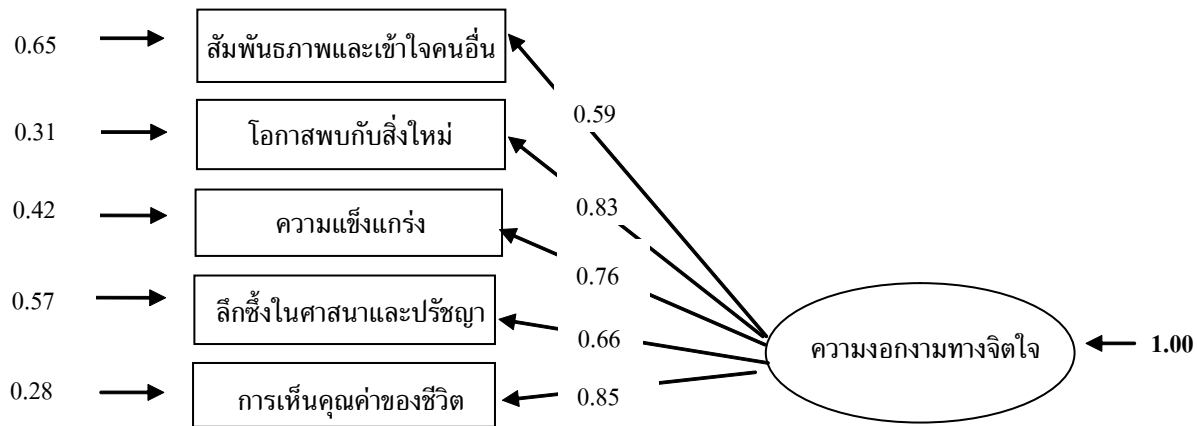 0.65
สัมพันธภาพและเข้าใจคนอื่น
0.59
0.31
โอกาสพบกับสิ่งใหม่
0.83
0.42
ความแข็งแกร่ง
0.76
0.57
ลึกซึ้งในศาสนาและปรัชญา
0.66
ความงอกงามทางจิตใจ
1.00
0.28
การเห็นคุณค่าของชีวิต
0.85